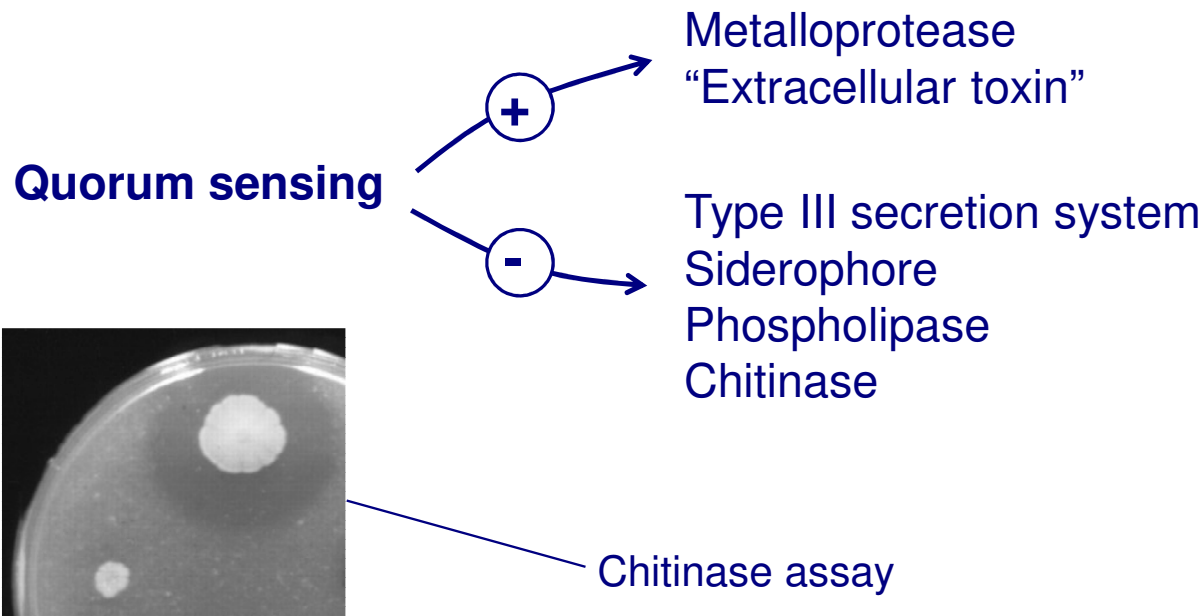 Metalloprotease
“Extracellular toxin”
+
Quorum sensing
-
Type III secretion system
Siderophore
Phospholipase
Chitinase
Chitinase assay